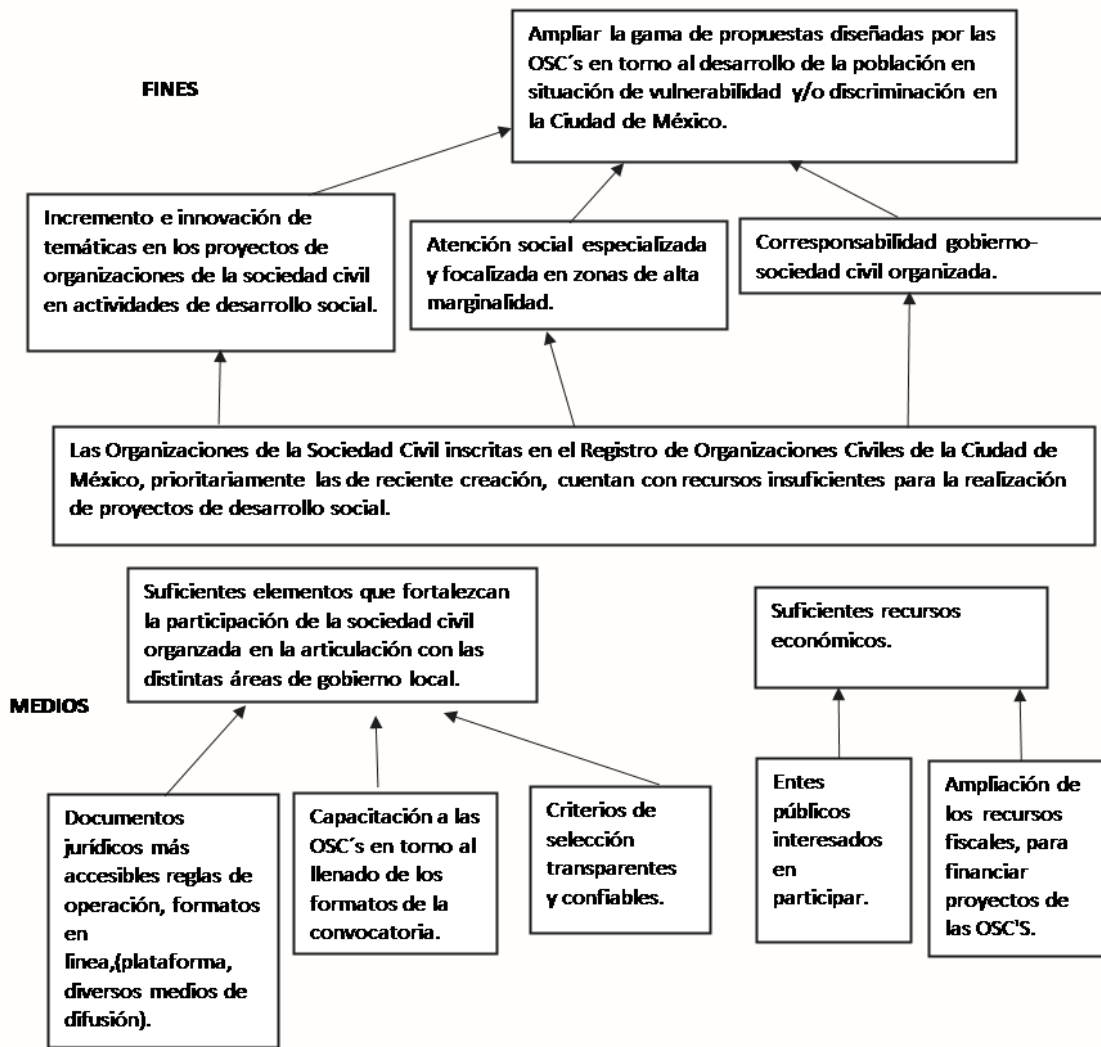 Ampliar la gama de propuestas diseñadas por las
OSC´s en torno al desarrollo de la población en
situación de vulnerabilidad y/o discriminación en
la Ciudad de México.
FINES
Incremento e innovación de
temáticas en los proyectos de
organizaciones de la sociedad civil
en actividades de desarrollo social.
Atención social especializada
y focalizada en zonas de alta
marginalidad.
Corresponsabilidad gobierno-
sociedad civil organizada.
Las Organizaciones de la Sociedad Civil inscritas en el Registro de Organizaciones Civiles de la Ciudad de
México, prioritariamente las de reciente creación, cuentan con recursos insuficientes para la realización
de proyectos de desarrollo social.
Suficientes elementos que fortalezcan
la participación de la sociedad civil
organzada en la articulación con las
distintas áreas de gobierno local.
Suficientes recursos
económicos.
MEDIOS
Documentos
jurídicos más
accesibles reglas de
operación, formatos
en
línea,(plataforma,
diversos medios de
difusión).
Capacitación a las
OSC´s en torno al
llenado de los
formatos de la
convocatoria.
Criterios de
selección
transparentes
y confiables.
Entes
públicos
interesados
en
participar.
Ampliación de
los recursos
fiscales, para
financiar
proyectos de
las OSC'S.